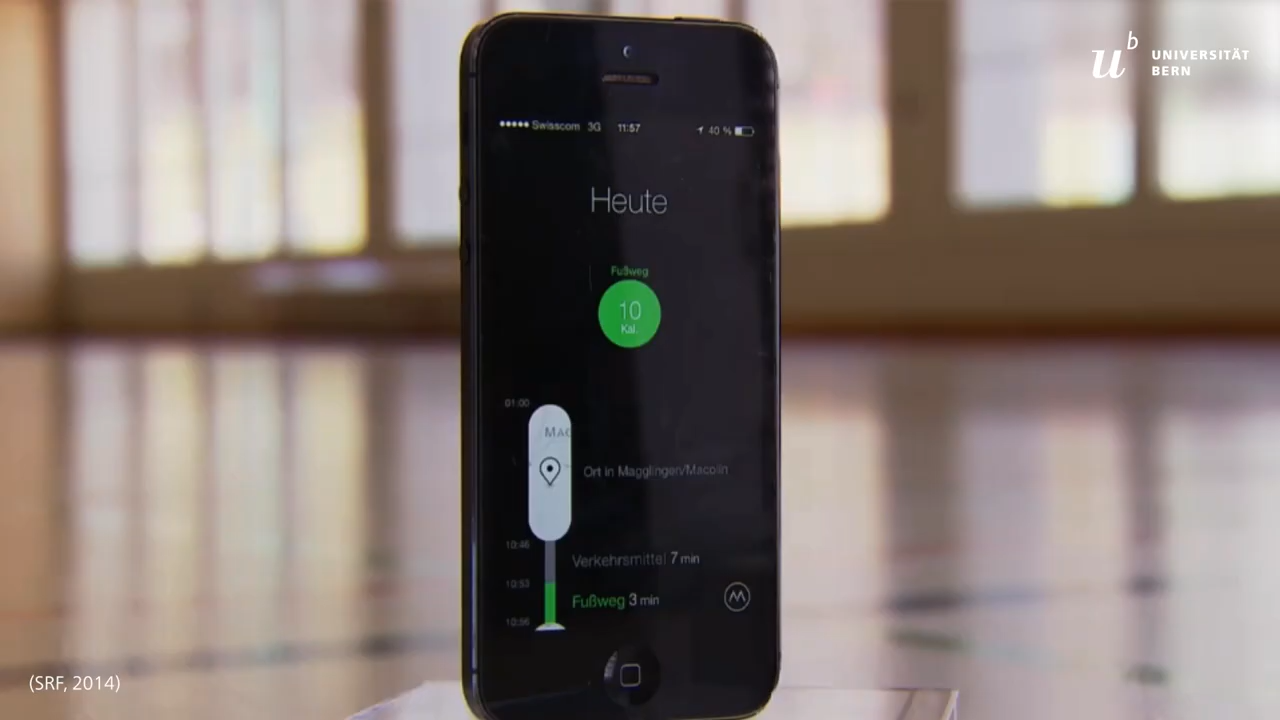 u^b UNIVERSITÄT
BERN
Swisscom 3G 11:57 40 %
Heute
Fußweg
10
Kal.
01:00
MAC
Ort in Magglingen/Macolin
10:46
Verkehrsmittel 7 min
10:53
Fußweg 3 min
10:56
(SRF, 2014)